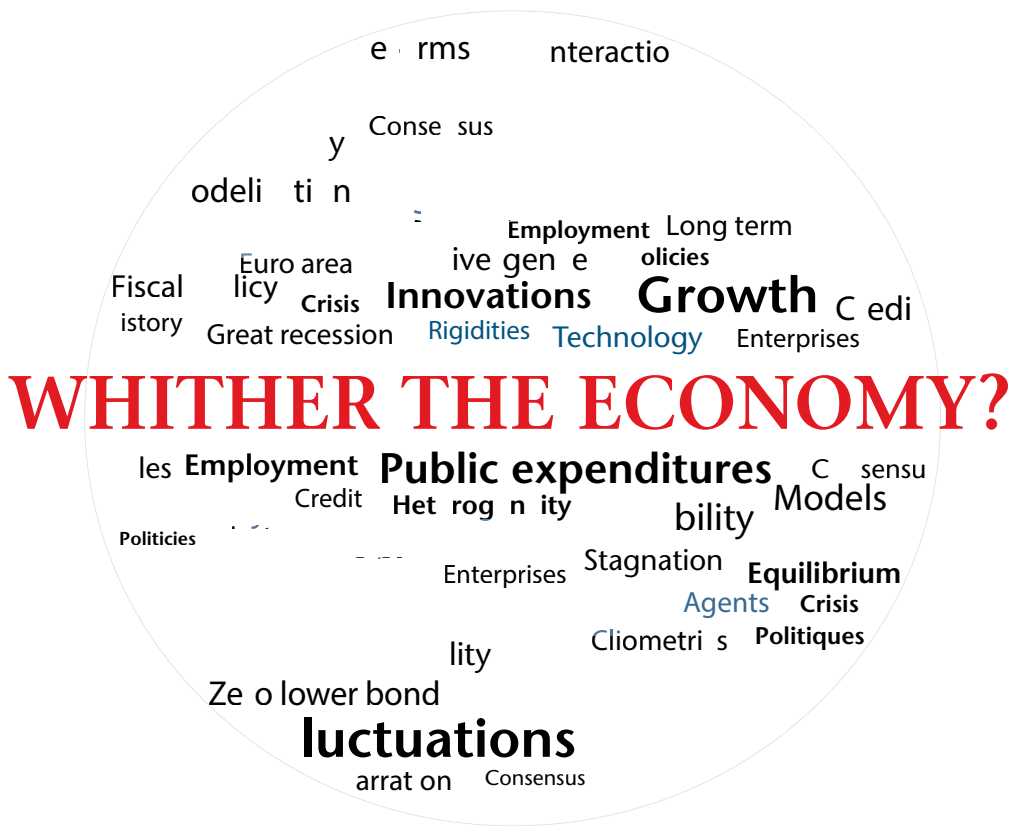 e rms nteractio
Conse sus
y
odeli ti n
Employment Long term
Euro area ive gen e olicies
Fiscal licy Crisis Innovations Growth C edi
istory Great recession Rigidities Technology Enterprises
WHITHER THE ECONOMY?
les Employment Public expenditures C sensu
Credit Het rog n ity bility Models
Politicies
Enterprises Stagnation Equilibrium
Agents Crisis
Cliometri s Politiques
lity
Ze o lower bond
luctuations
arrat on Consensus